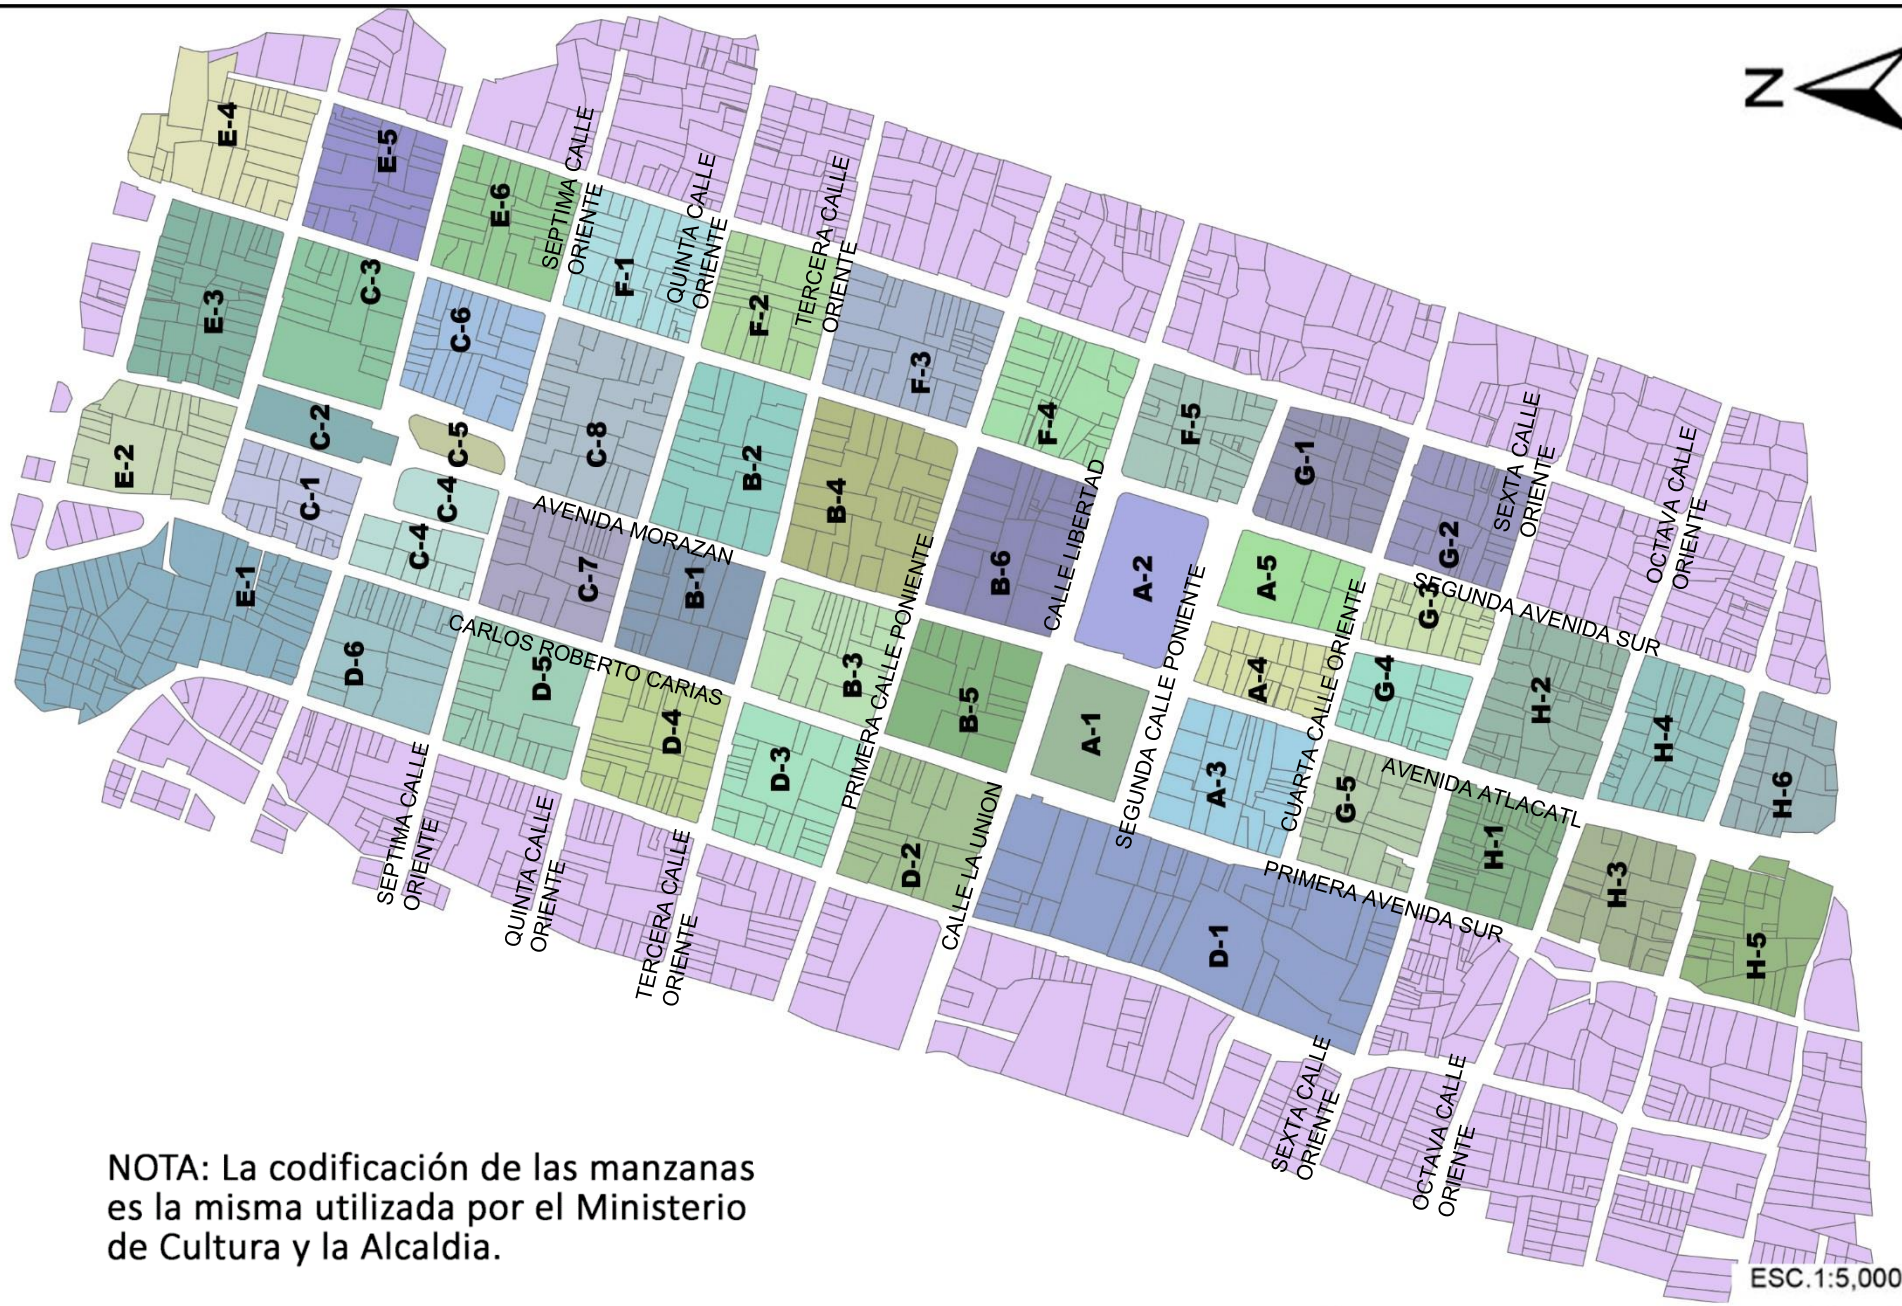 N
E-4
E-5
E-6
SEPTIMA CALLE
ORIENTE
QUINTA CALLE
ORIENTE
TERCERA CALLE
ORIENTE
E-3
C-3
C-6
F-1
F-2
F-3
F-4
F-5
G-1
G-2
SEXTA CALLE
ORIENTE
OCTAVA CALLE
ORIENTE
E-2
C-2
C-5
C-8
B-2
B-4
B-6
CALLE LIBERTAD
A-2
A-5
G-3
SEGUNDA AVENIDA SUR
C-1
C-4
C-4
AVENIDA MORAZAN
C-7
B-1
B-3
PRIMERA CALLE PONIENTE
B-5
A-1
SEGUNDA CALLE PONIENTE
A-4
CUARTA CALLE ORIENTE
G-4
H-2
H-4
H-6
E-1
D-6
CARLOS ROBERTO CARIAS
D-5
D-4
D-3
D-2
CALLE LA UNION
A-3
G-5
AVENIDA ATLACATL
H-1
H-3
H-5
PRIMERA AVENIDA SUR
D-1
SEPTIMA CALLE
ORIENTE
QUINTA CALLE
ORIENTE
TERCERA CALLE
ORIENTE
SEXTA CALLE
ORIENTE
OCTAVA CALLE
ORIENTE
NOTA: La codificación de las manzanas
es la misma utilizada por el Ministerio
de Cultura y la Alcaldia.
ESC.1:5,000